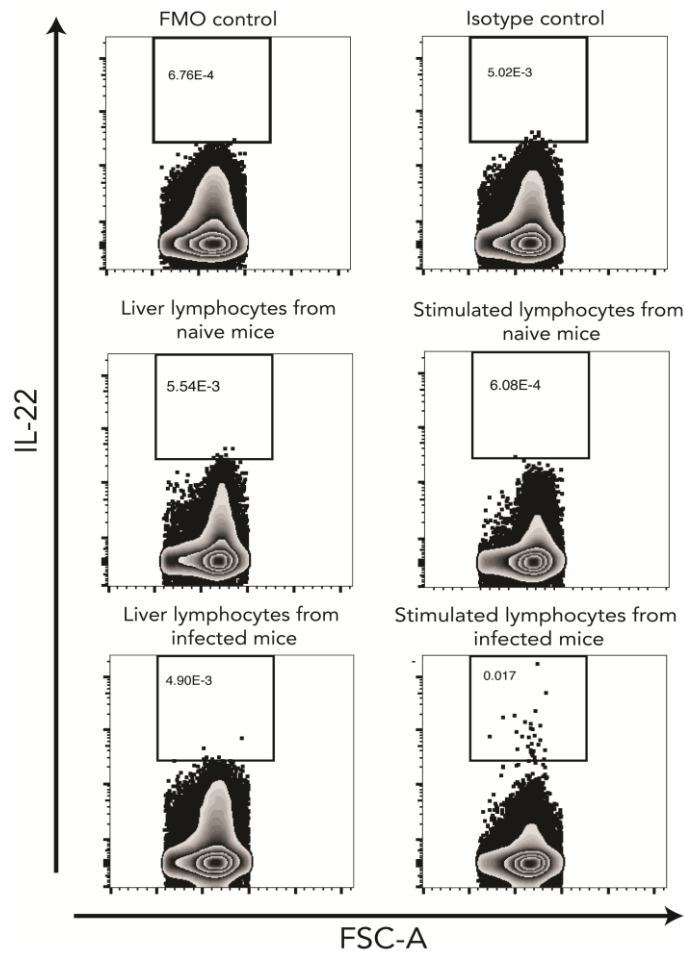 FMO control
Isotype control
6.76E-4
5.02E-3
Liver lymphocytes from
naive mice
Stimulated lymphocytes from
naive mice
5.54E-3
6.08E-4
IL-22
Liver lymphocytes from
infected mice
Stimulated lymphocytes from
infected mice
4.90E-3
0.017
FSC-A